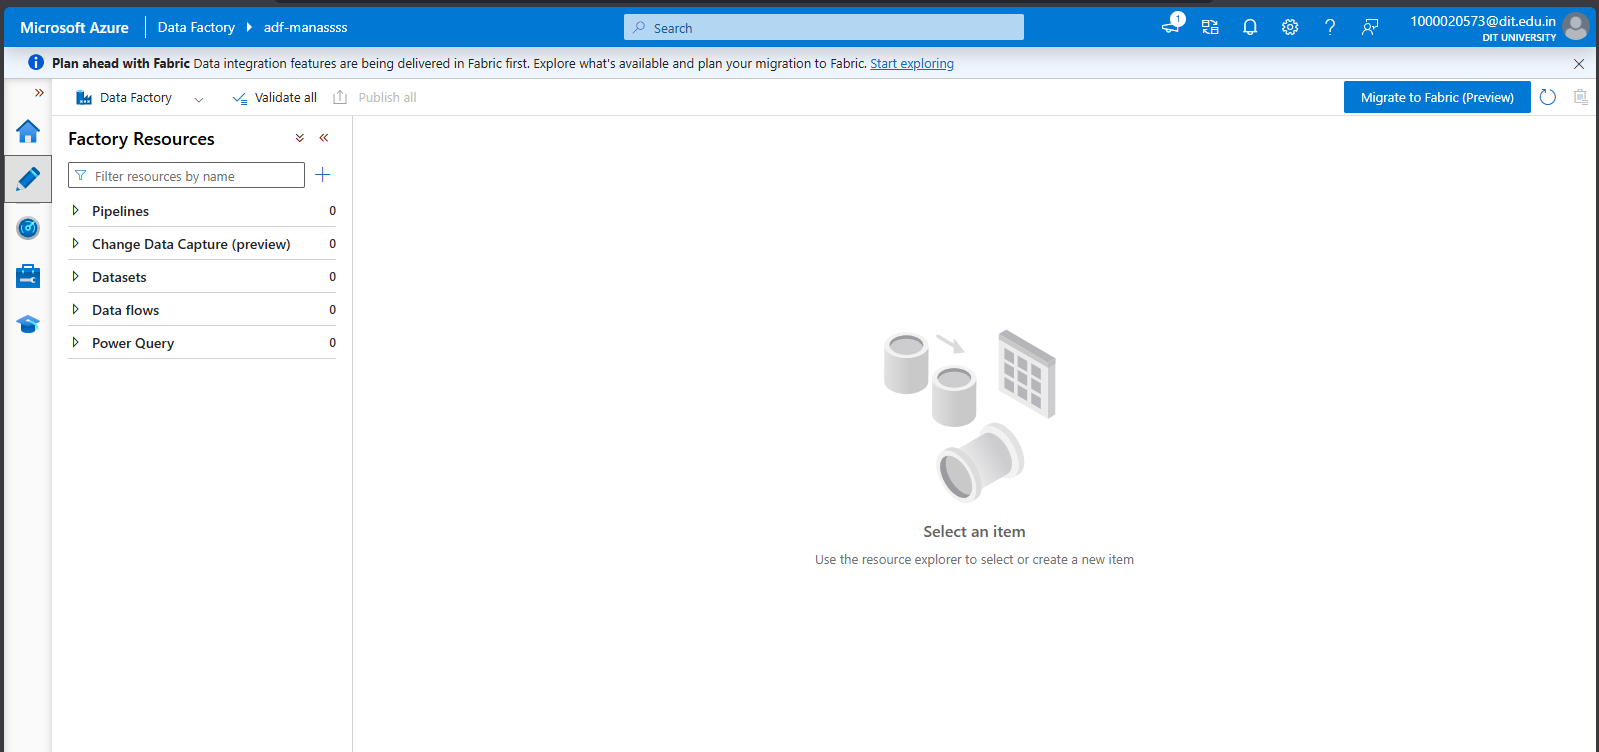 Microsoft Azure Data Factory adf-manassss Search 1 1000020573@dit.edu.in
DIT UNIVERSITY
Plan ahead with Fabric Data integration features are being delivered in Fabric first. Explore what's available and plan your migration to Fabric. Start exploring
Data Factory Validate all Publish all Migrate to Fabric (Preview)
Factory Resources
Filter resources by name
Pipelines 0
Change Data Capture (preview) 0
Datasets 0
Data flows 0
Power Query 0
Select an item
Use the resource explorer to select or create a new item